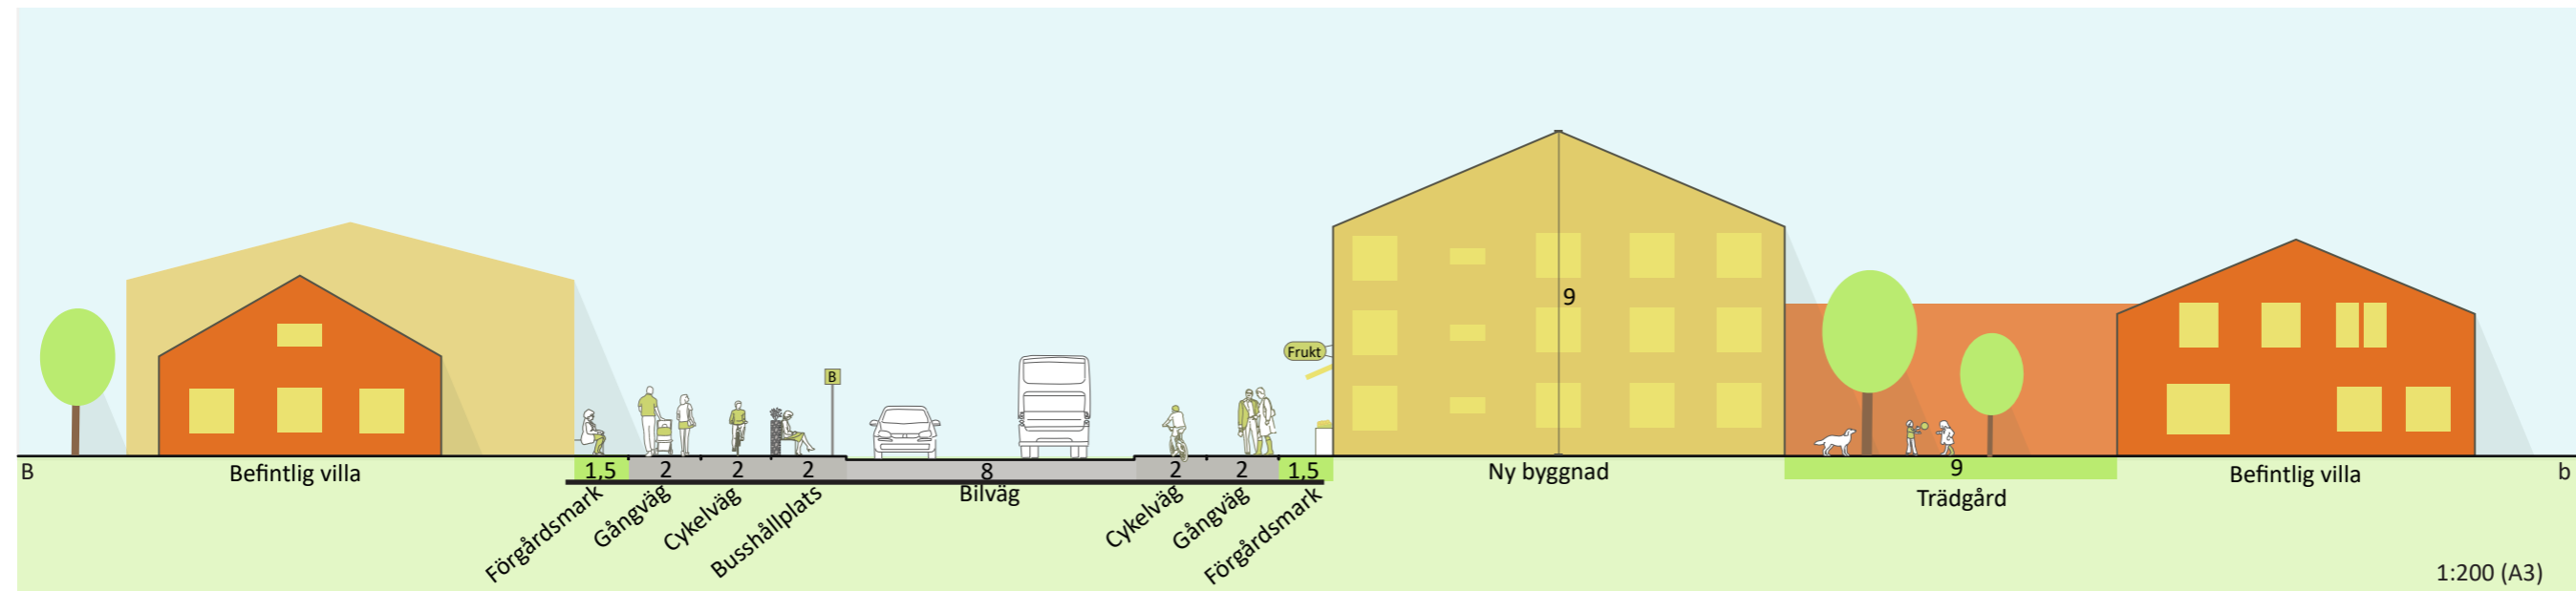 9
Frukt
B
B
Befintlig villa
1,5
2
2
2
8
2
2
1,5
Ny byggnad
9
Befintlig villa
b
Förgårdsmark
Gångväg
Cykelväg
Busshållplats
Bilväg
Cykelväg
Gångväg
Förgårdsmark
Trädgård
1:200 (A3)